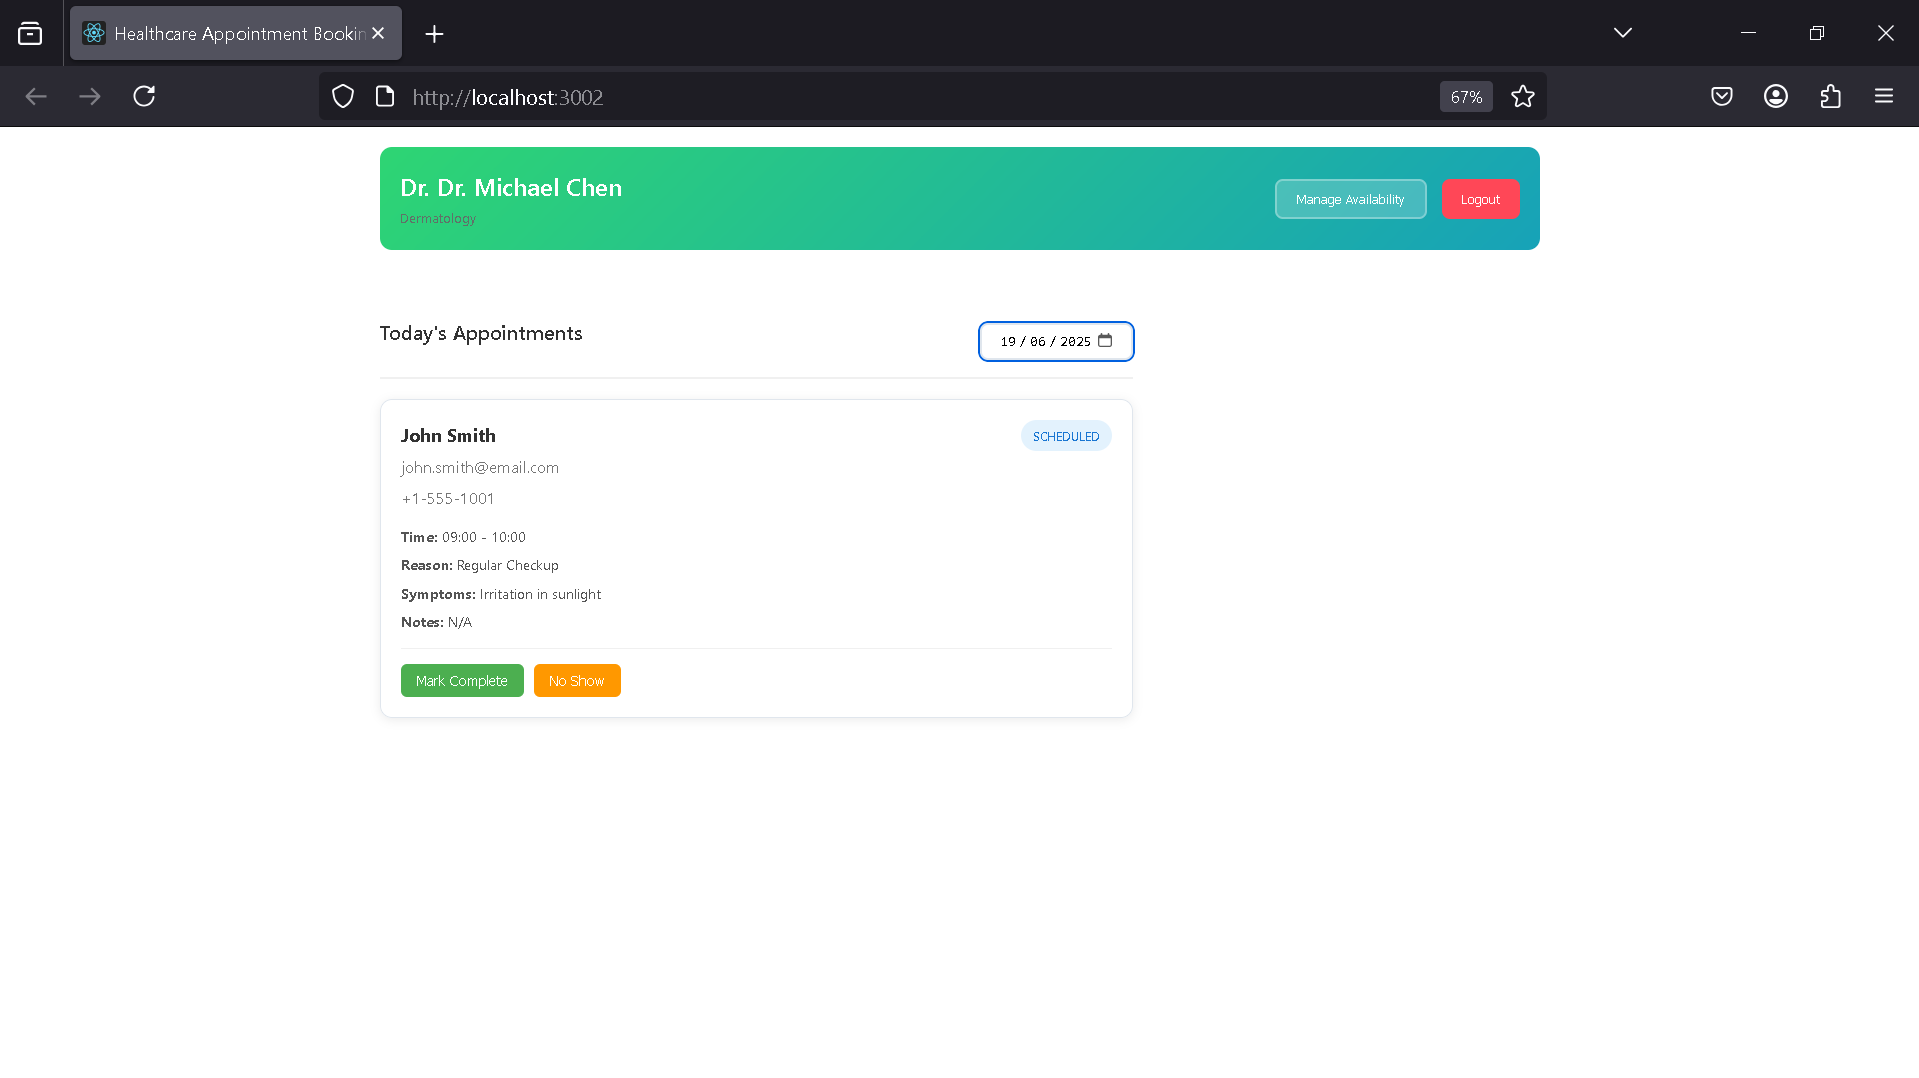 Healthcare Appointment Bookin
http://localhost:3002
67%
Dr. Dr. Michael Chen
Dermatology
Manage Availability
Logout
Today's Appointments
19 / 06 / 2025
John Smith
SCHEDULED
john.smith@email.com
+1-555-1001
Time: 09:00 - 10:00
Reason: Regular Checkup
Symptoms: Irritation in sunlight
Notes: N/A
Mark Complete
No Show